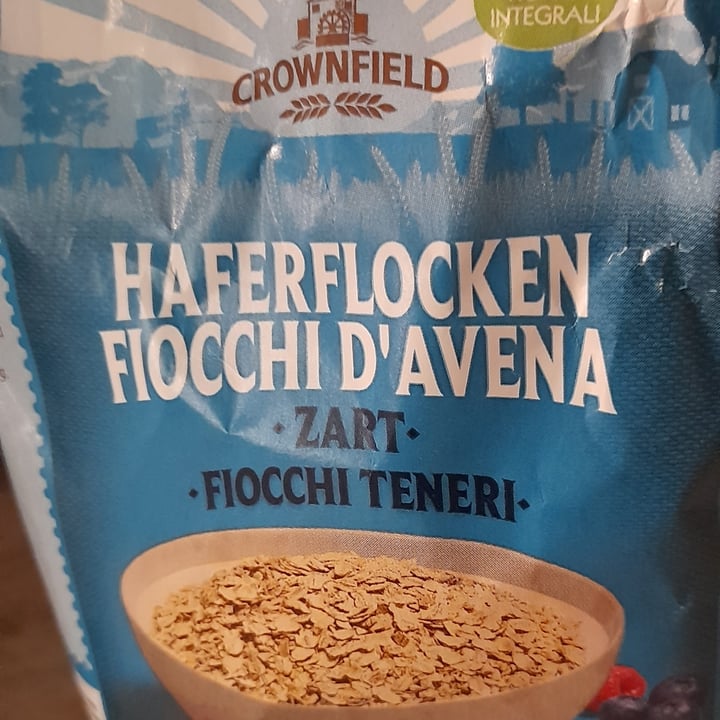 INTEGRALI
CROWNFIELD
HAFERFLOCKEN
FIOCCHI D'AVENA
·ZART·
·FIOCCHI TENERI·